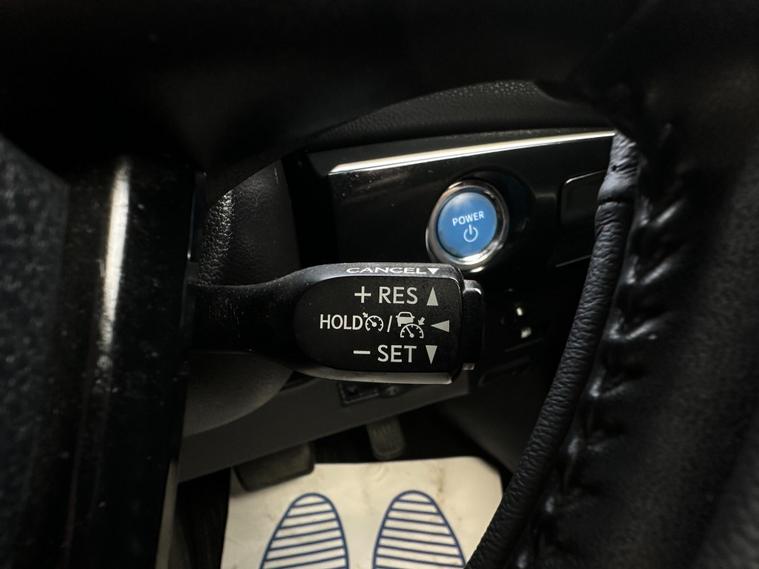 POWER
CANCEL▼
+ RES ▲
HOLD / ◀
− SET ▼